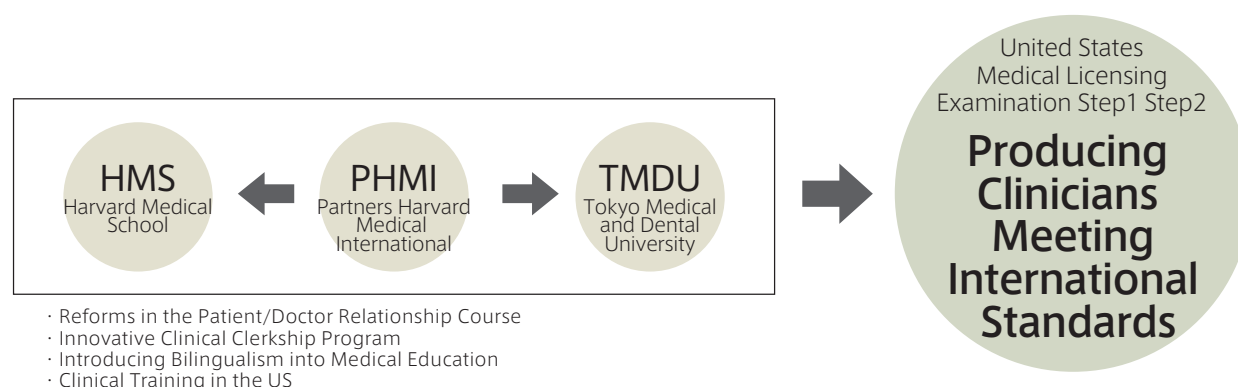 HMS
Harvard Medical
School
PHMI
Partners Harvard
Medical
International
TMDU
Tokyo Medical
and Dental
University
· Reforms in the Patient/Doctor Relationship Course
· Innovative Clinical Clerkship Program
· Introducing Bilingualism into Medical Education
· Clinical Training in the US
United States
Medical Licensing
Examination Step1 Step2
Producing
Clinicians
Meeting
International
Standards